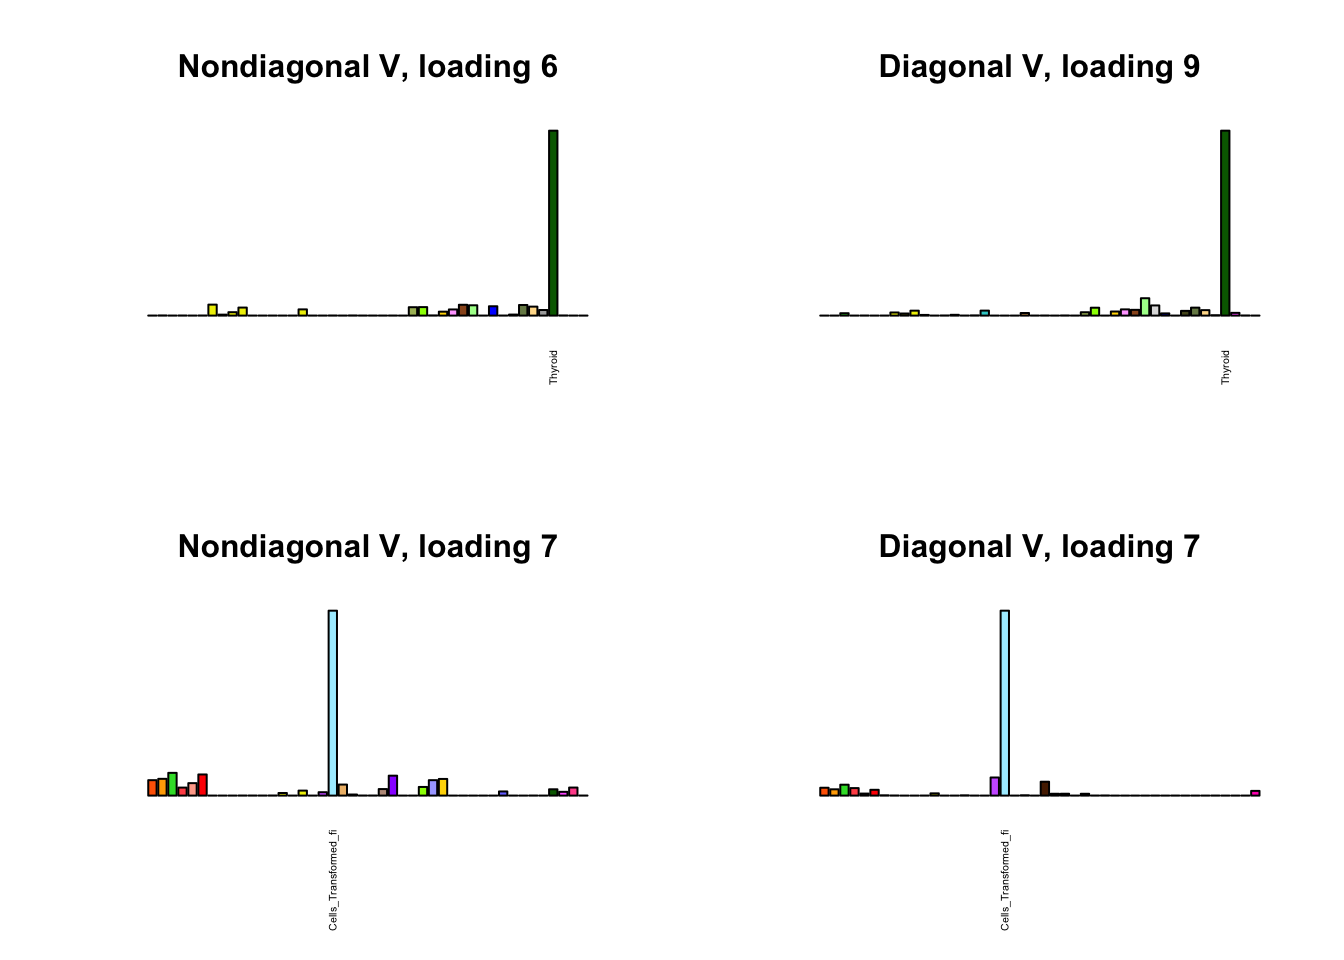 Nondiagonal V, loading 6
Diagonal V, loading 9
Thyroid
Thyroid
Nondiagonal V, loading 7
Diagonal V, loading 7
Cells_Transformed_fi
Cells_Transformed_fi